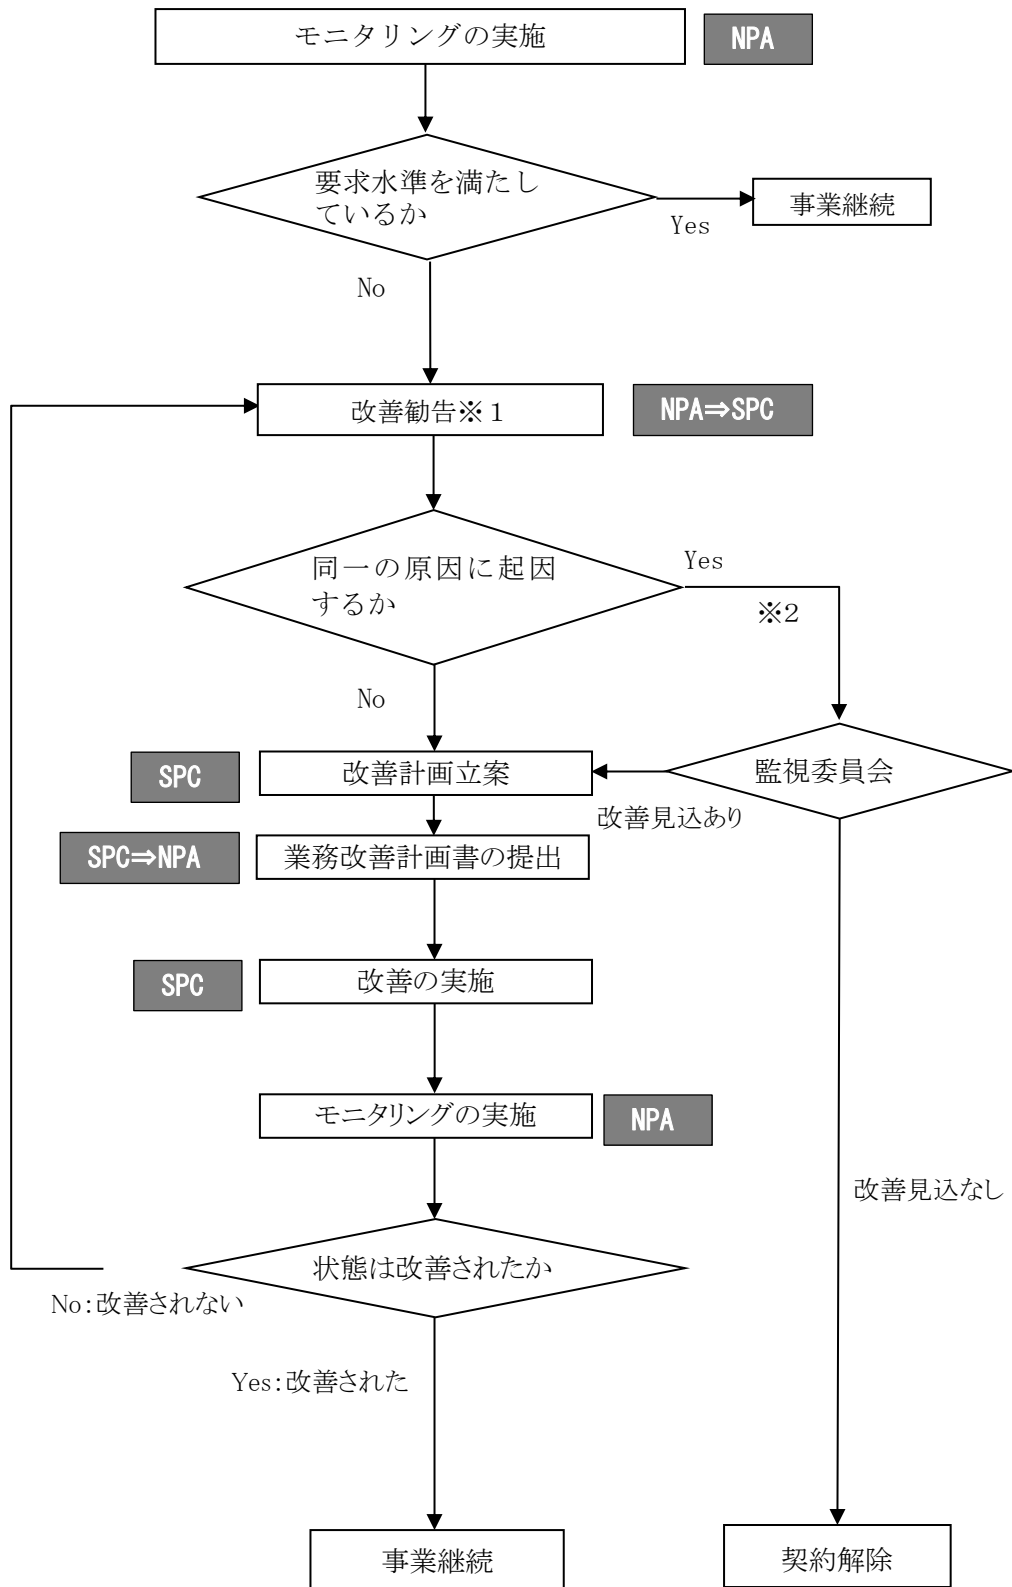 モニタリングの実施
NPA
要求水準を満たし
ているか
事業継続
Yes
No
改善勧告※１
NPA⇒SPC
同一の原因に起因
するか
Yes
※2
No
SPC
改善計画立案
監視委員会
改善見込あり
SPC⇒NPA
業務改善計画書の提出
SPC
改善の実施
モニタリングの実施
NPA
改善見込なし
状態は改善されたか
No:改善されない
Yes:改善された
事業継続
契約解除